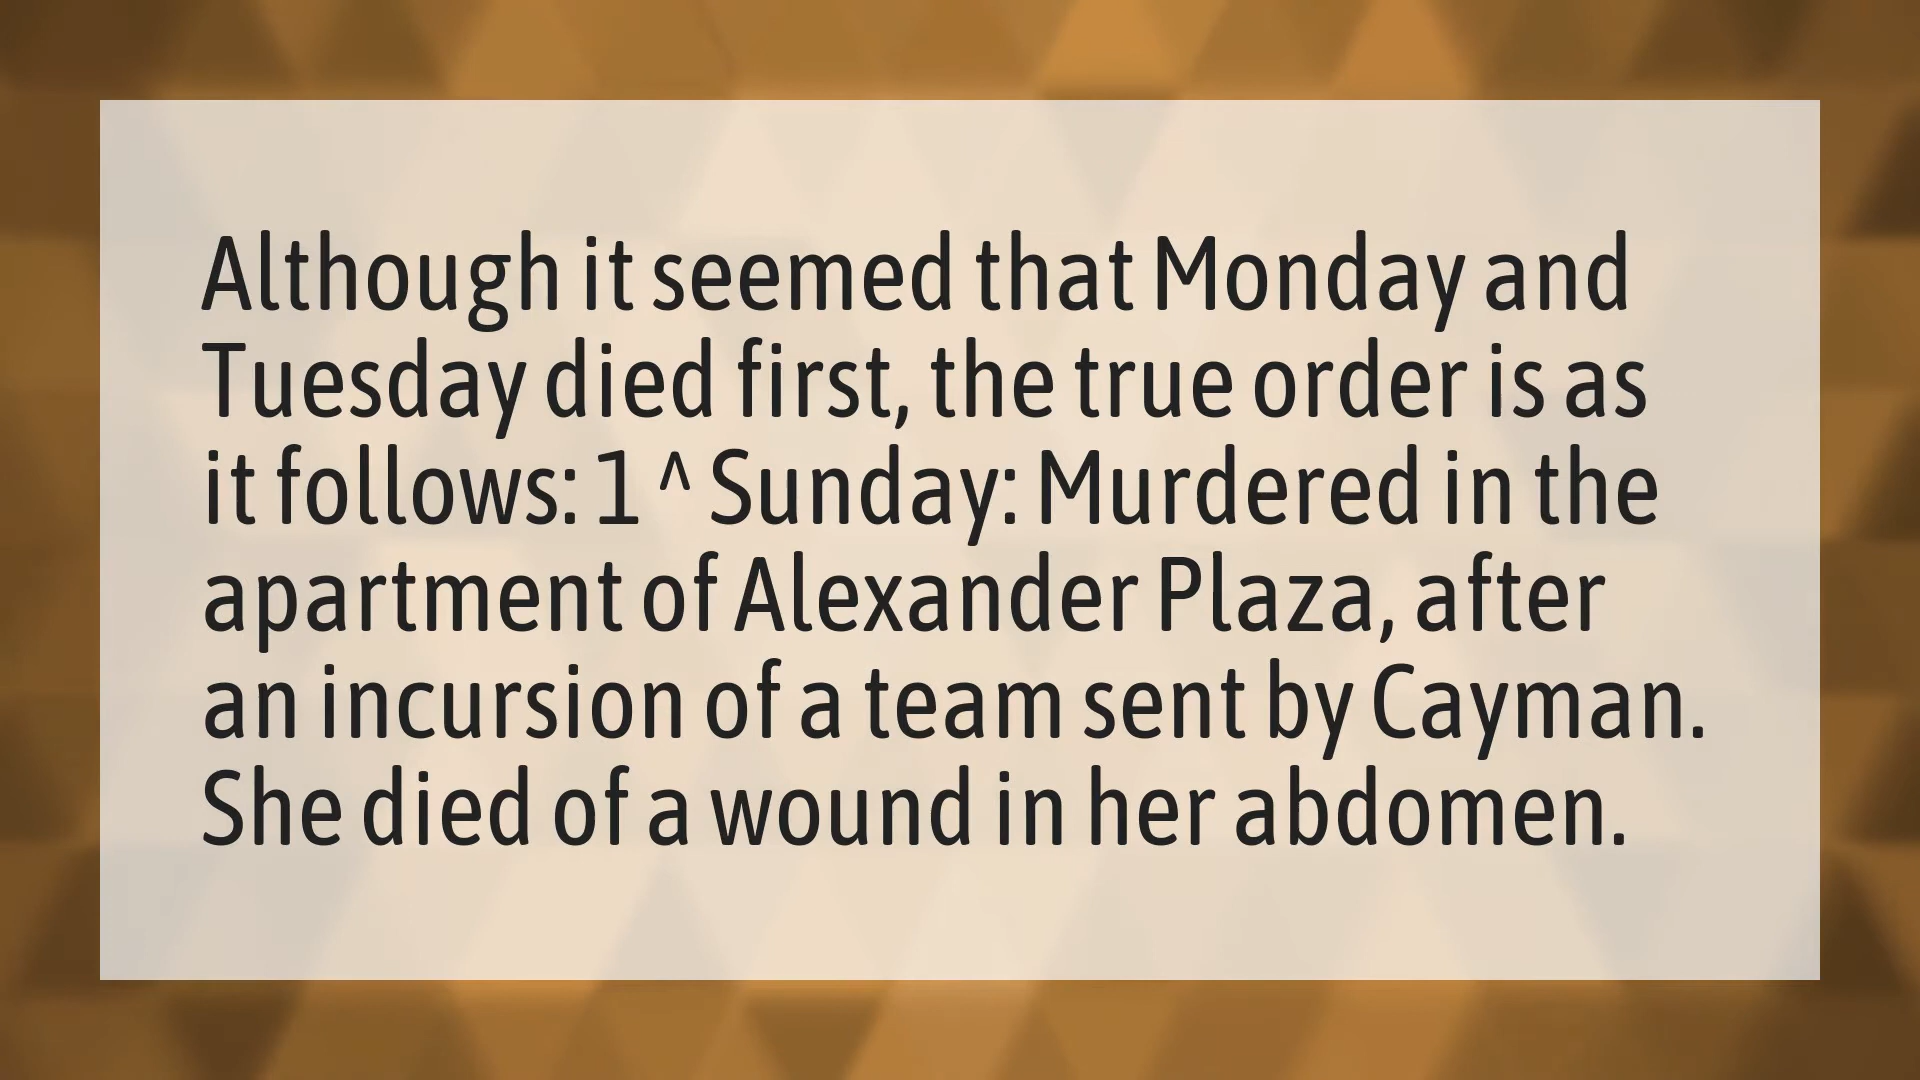 Although it seemed that Monday and
Tuesday died first, the true order is as
it follows: 1 ^ Sunday: Murdered in the
apartment of Alexander Plaza, after
an incursion of a team sent by Cayman.
She died of a wound in her abdomen.